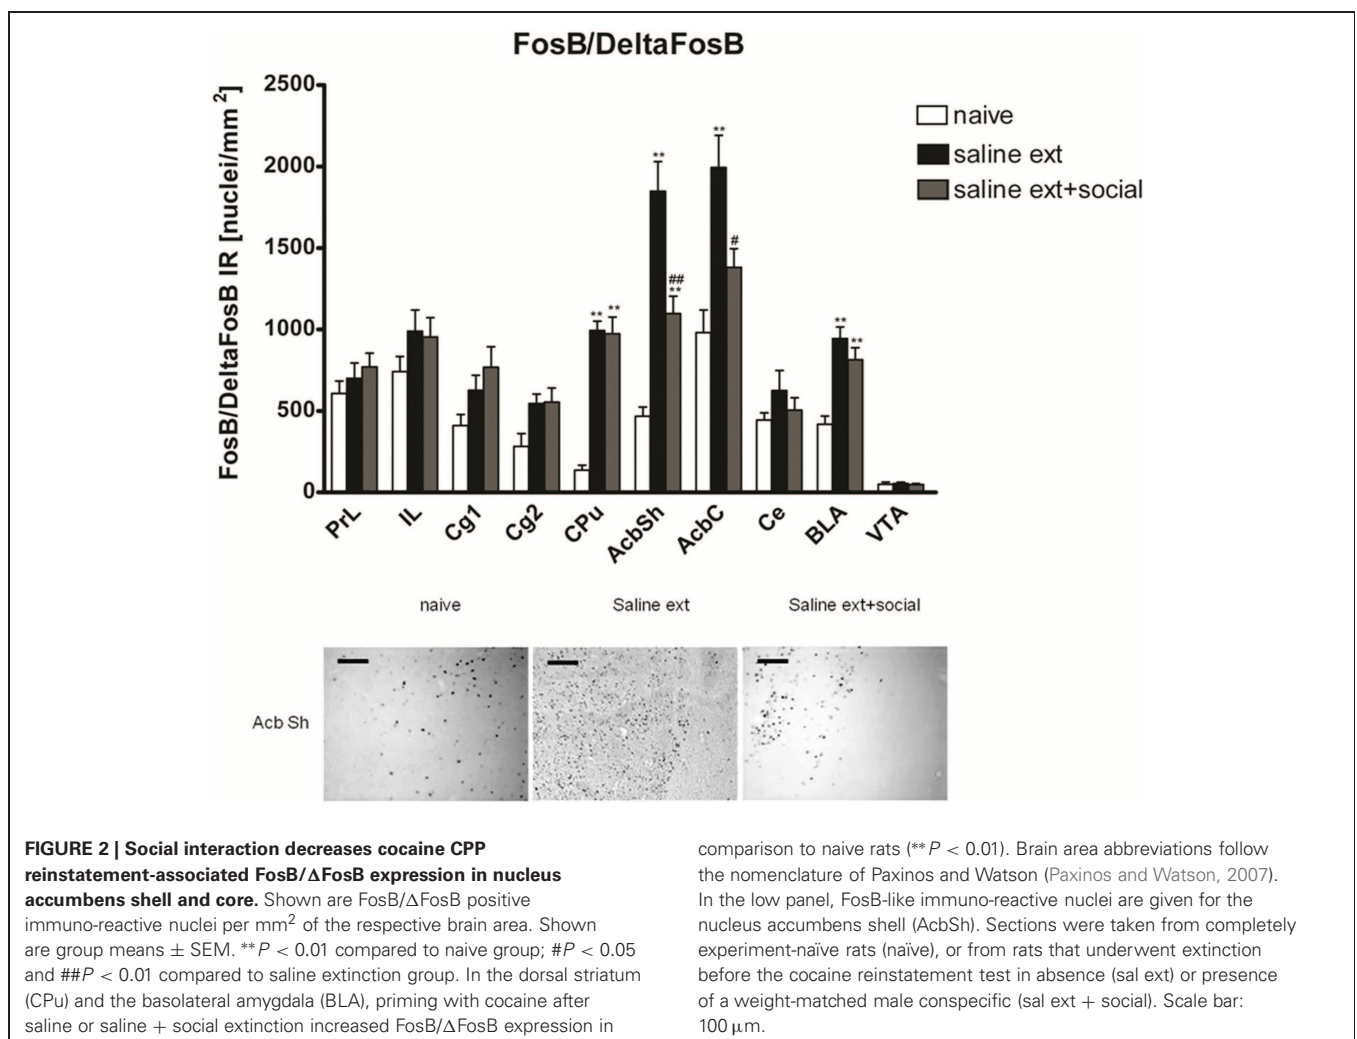 FosB/DeltaFosB
FosB/DeltaFosB IR [nuclei/mm²]
2500
2000
1500
1000
500
0
naive
saline ext
saline ext+social
**
**
**
**
##
**
**
#
**
**
PrL
IL
Cg1
Cg2
CPu
AcbSh
AcbC
Ce
BLA
VTA
naive
Saline ext
Saline ext+social
Acb Sh
FIGURE 2 | Social interaction decreases cocaine CPP
reinstatement-associated FosB/ΔFosB expression in nucleus
accumbens shell and core. Shown are FosB/ΔFosB positive
immuno-reactive nuclei per mm² of the respective brain area. Shown
are group means ± SEM. **P < 0.01 compared to naive group; #P < 0.05
and ##P < 0.01 compared to saline extinction group. In the dorsal striatum
(CPu) and the basolateral amygdala (BLA), priming with cocaine after
saline or saline + social extinction increased FosB/ΔFosB expression in
comparison to naive rats (**P < 0.01). Brain area abbreviations follow
the nomenclature of Paxinos and Watson (Paxinos and Watson, 2007).
In the low panel, FosB-like immuno-reactive nuclei are given for the
nucleus accumbens shell (AcbSh). Sections were taken from completely
experiment-naïve rats (naïve), or from rats that underwent extinction
before the cocaine reinstatement test in absence (sal ext) or presence
of a weight-matched male conspecific (sal ext + social). Scale bar:
100 μm.